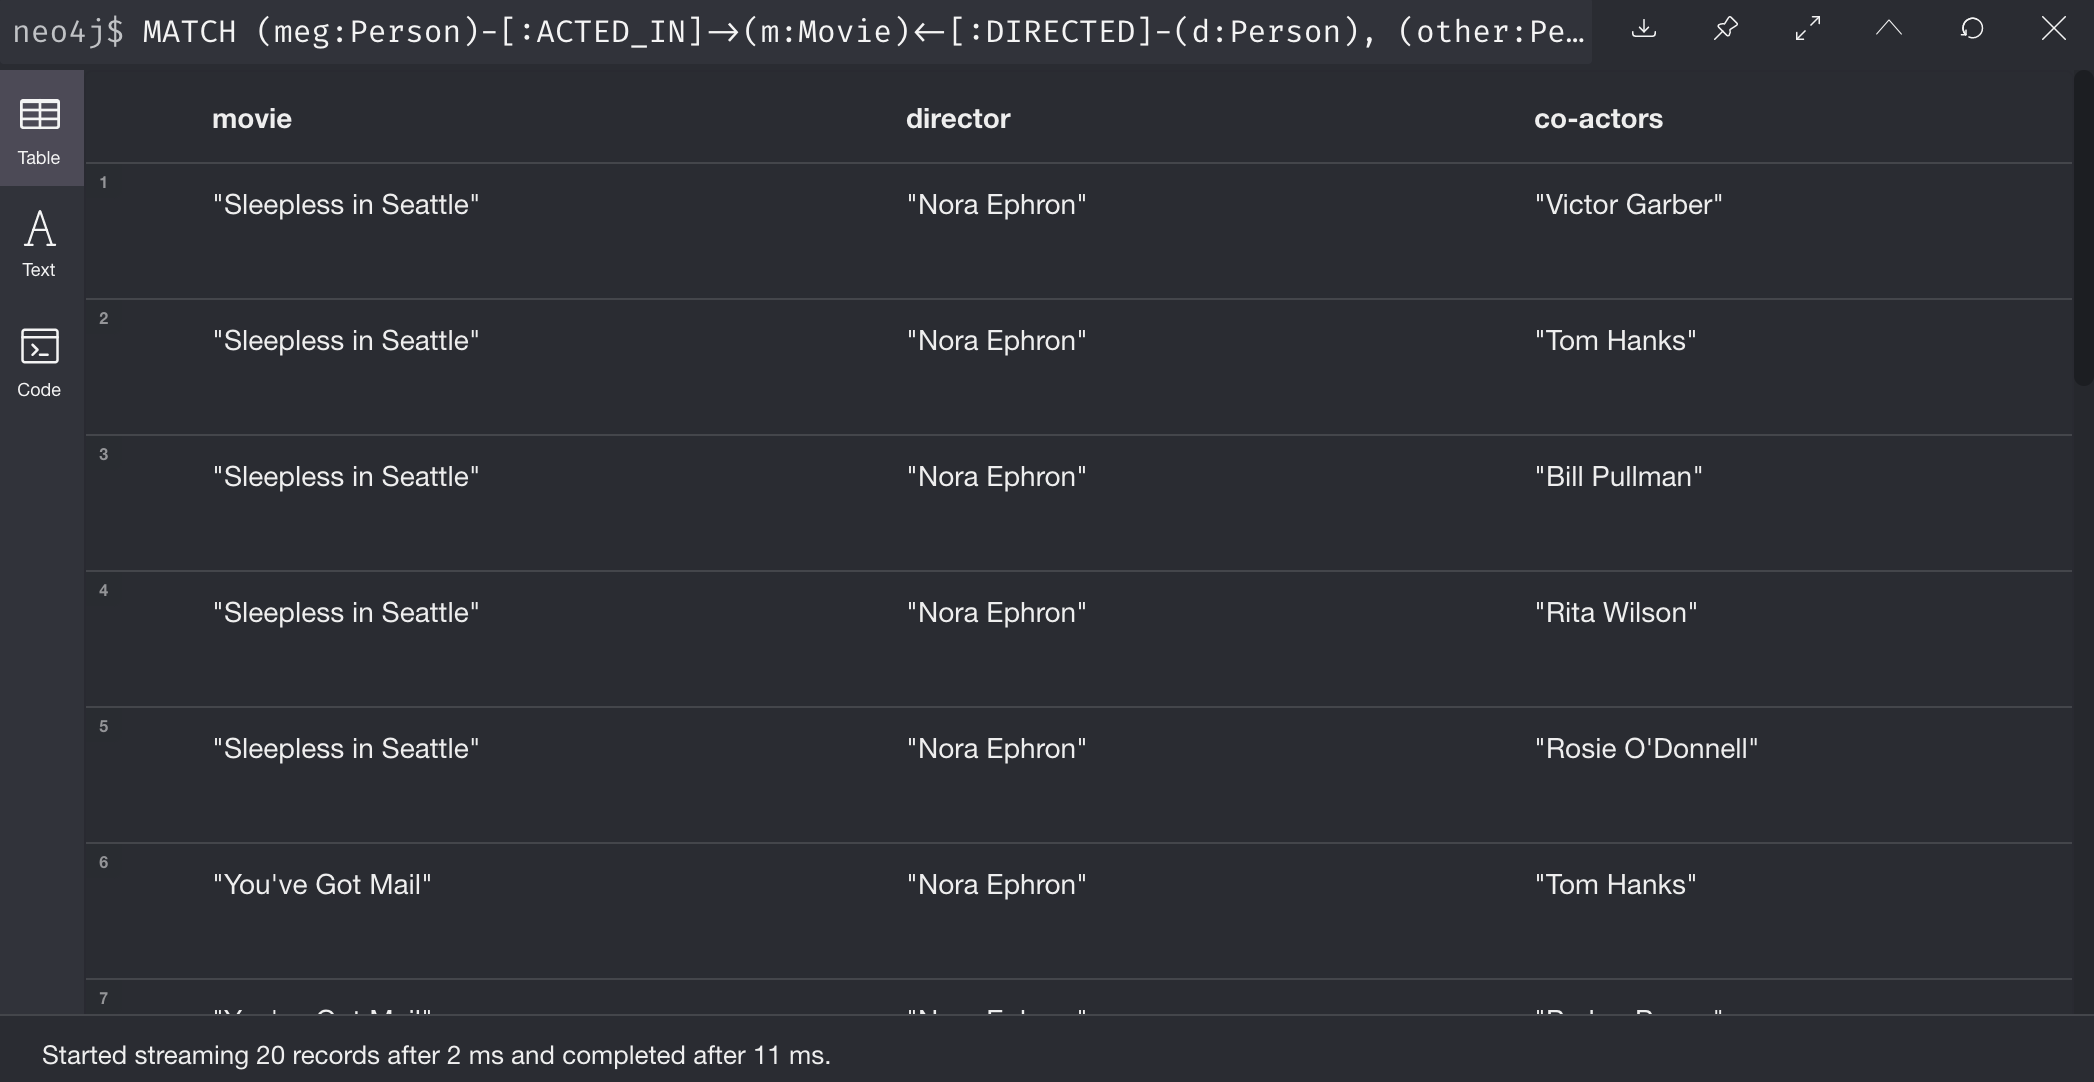 neo4j$ MATCH (meg:Person)-[:ACTED_IN]→(m:Movie)←[:DIRECTED]-(d:Person), (other:Pe…
movie director co-actors
Table
1 "Sleepless in Seattle" "Nora Ephron" "Victor Garber"
Text
2 "Sleepless in Seattle" "Nora Ephron" "Tom Hanks"
Code
3 "Sleepless in Seattle" "Nora Ephron" "Bill Pullman"
4 "Sleepless in Seattle" "Nora Ephron" "Rita Wilson"
5 "Sleepless in Seattle" "Nora Ephron" "Rosie O'Donnell"
6 "You've Got Mail" "Nora Ephron" "Tom Hanks"
7
Started streaming 20 records after 2 ms and completed after 11 ms.